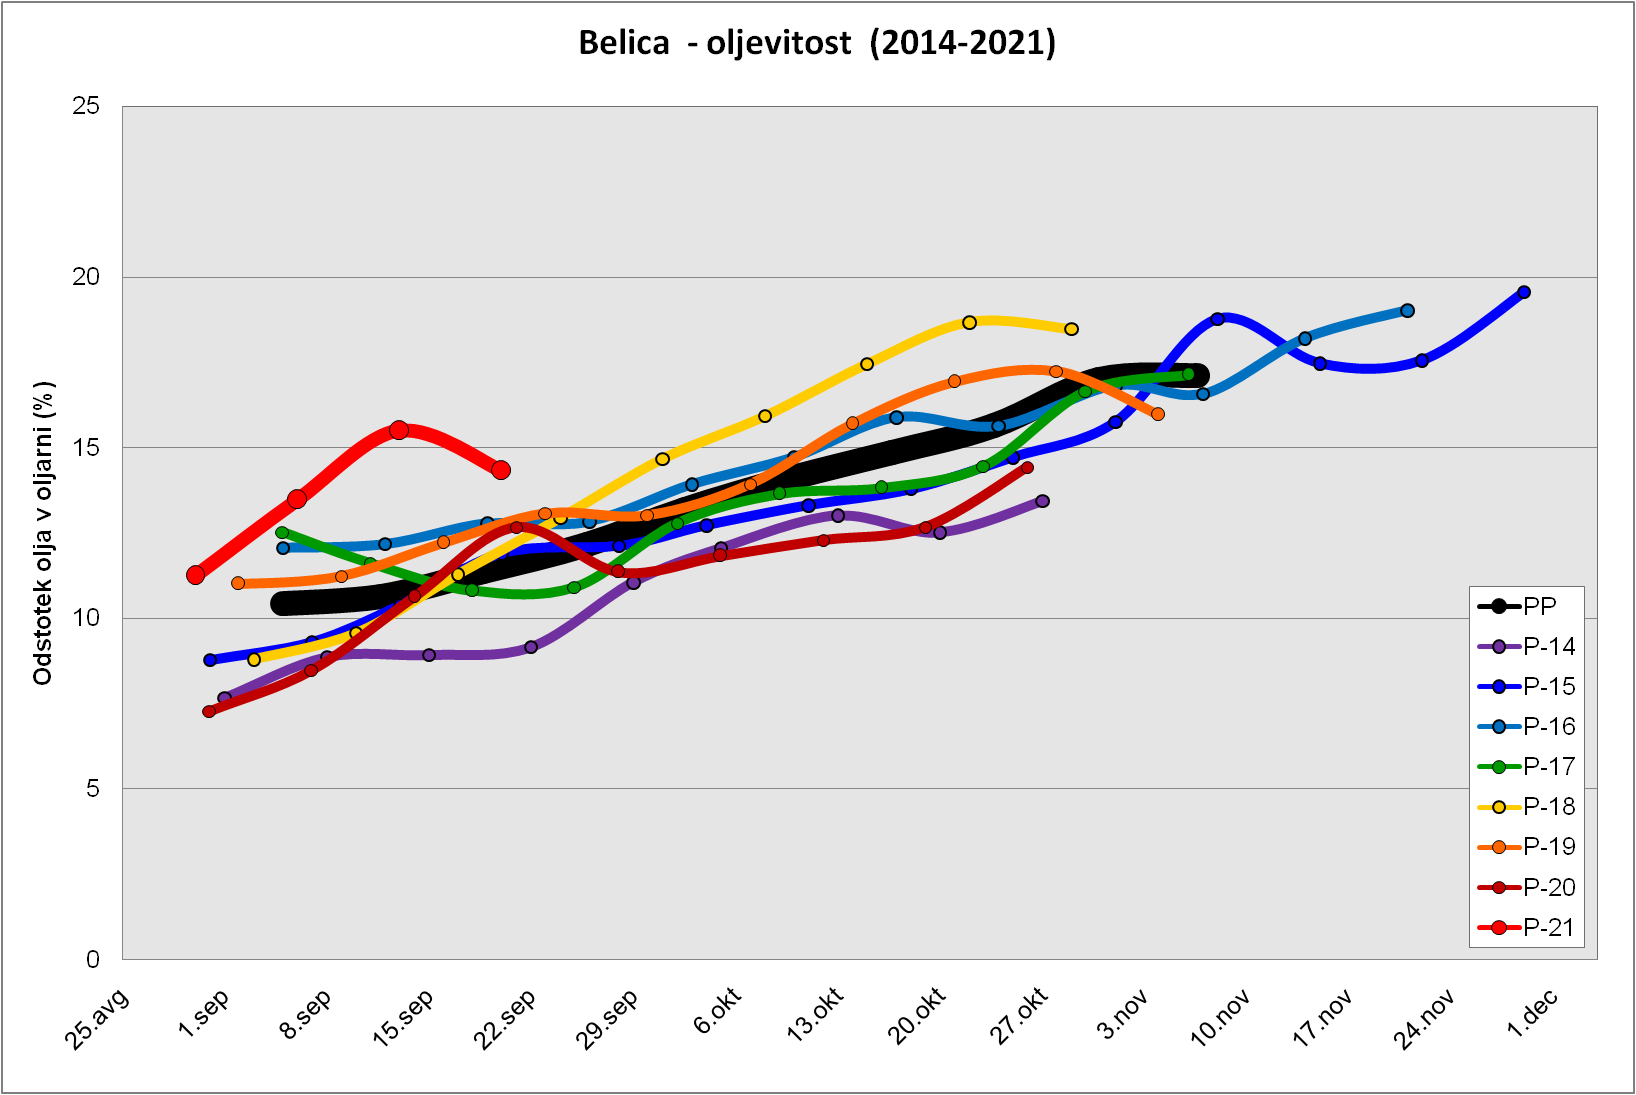 Belica - oljevitost (2014-2021)
Odstotek olja v oljarni (%)
25
20
15
10
5
0
25.avg
1.sep
8.sep
15.sep
22.sep
29.sep
6.okt
13.okt
20.okt
27.okt
3.nov
10.nov
17.nov
24.nov
1.dec
PP
P-14
P-15
P-16
P-17
P-18
P-19
P-20
P-21